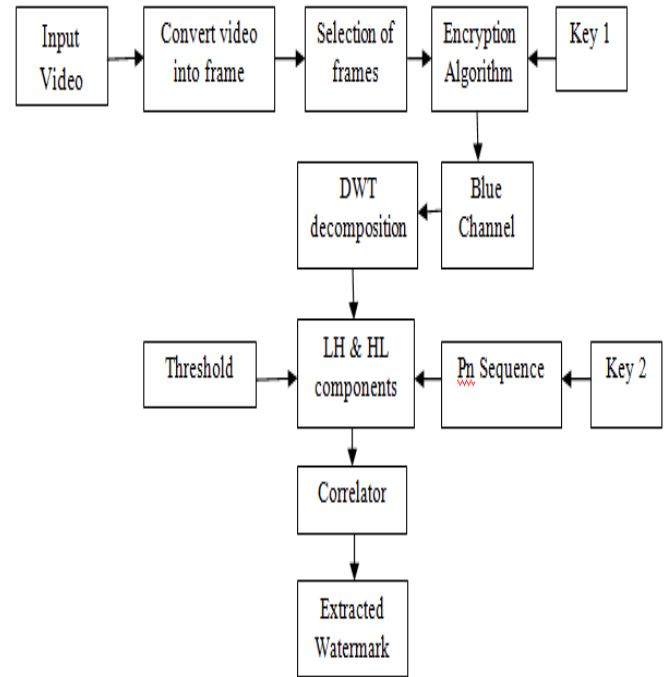 Input
Video
Convert video
into frame
Selection of
frames
Encryption
Algorithm
Key 1
DWT
decomposition
Blue
Channel
Threshold
LH & HL
components
Pn Sequence
Key 2
Correlator
Extracted
Watermark